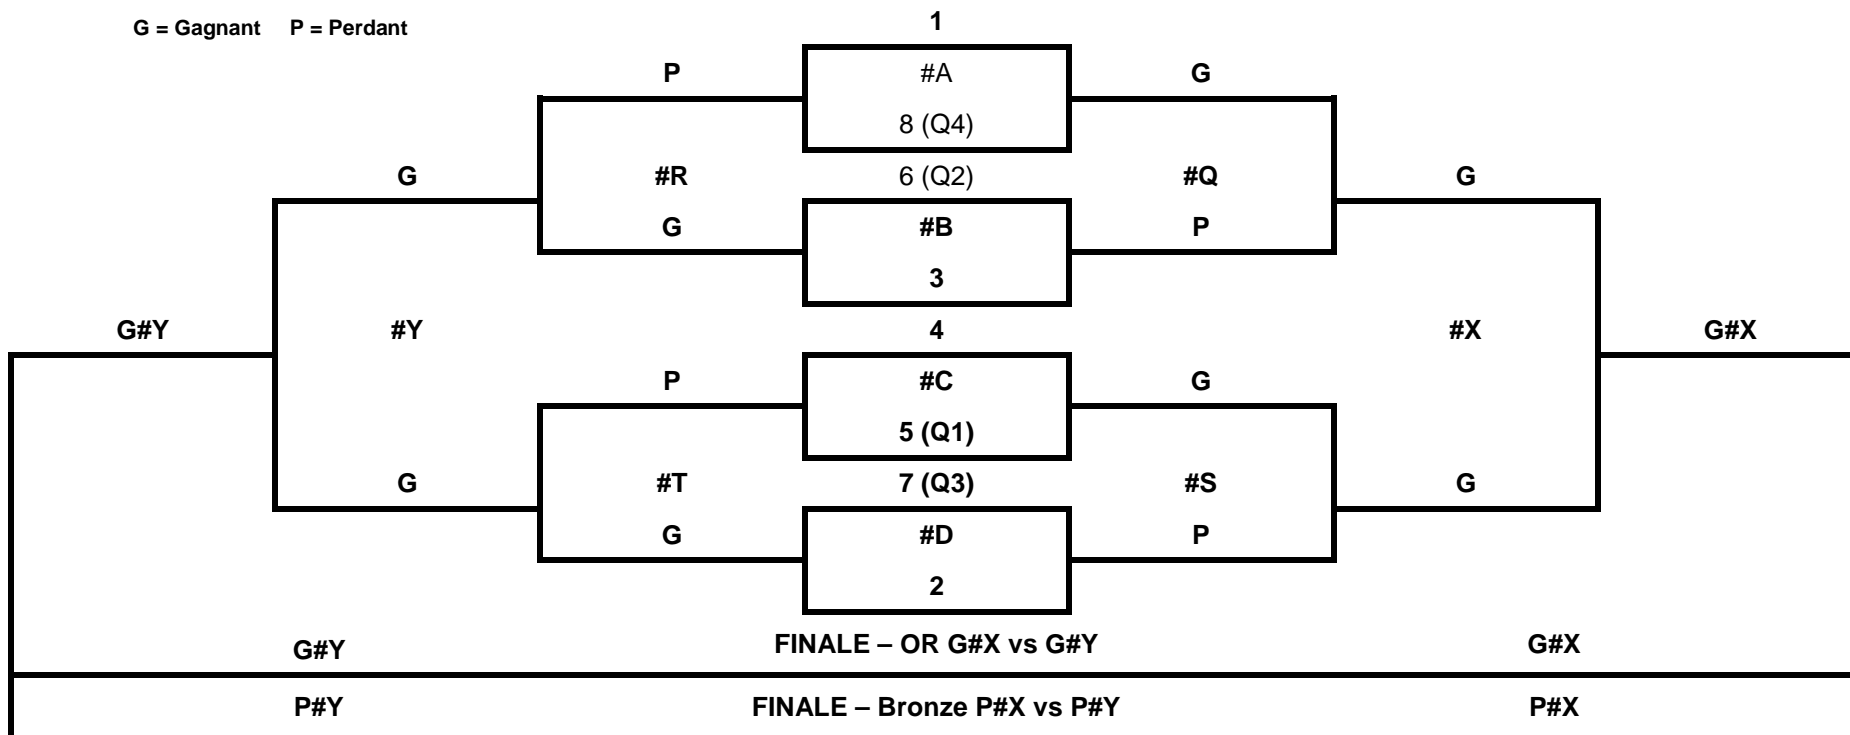 1
G = Gagnant P = Perdant
P #A G
8 (Q4)
G #R 6 (Q2) #Q G
G #B P
3
G#Y #Y 4 #X G#X
P #C G
5 (Q1)
G #T 7 (Q3) #S G
G #D P
2
G#Y FINALE – OR G#X vs G#Y G#X
P#Y FINALE – Bronze P#X vs P#Y P#X